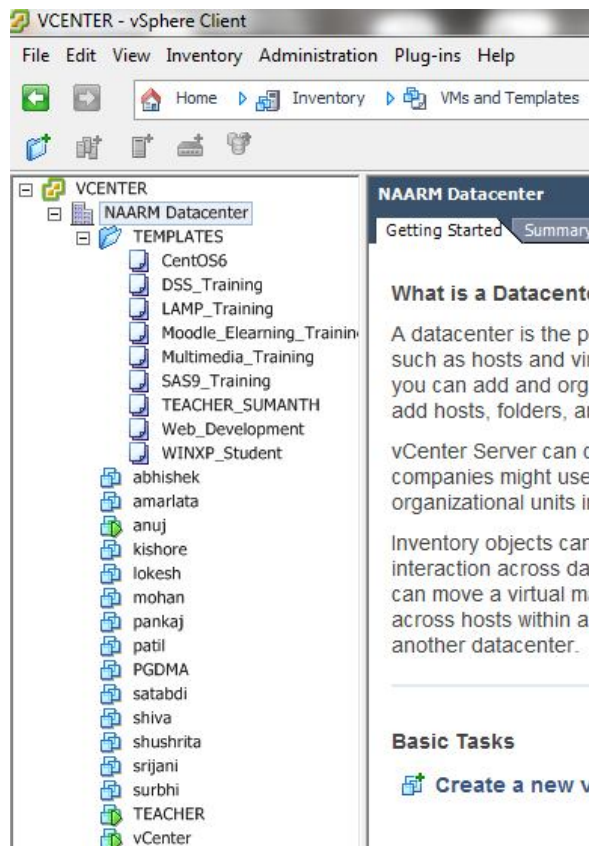 VCENTER - vSphere Client
File Edit View Inventory Administration Plug-ins Help
Home Inventory VMs and Templates
VCENTER
NAARM Datacenter
TEMPLATES
CentOS6
DSS_Training
LAMP_Training
Moodle_Elearning_Trainin
Multimedia_Training
SAS9_Training
TEACHER_SUMANTH
Web_Development
WINXP_Student
abhishek
amarlata
anuj
kishore
lokesh
mohan
pankaj
patil
PGDMA
satabdi
shiva
shushrita
srijani
surbhi
TEACHER
vCenter
NAARM Datacenter
Getting Started Summary
What is a Datacent
A datacenter is the p
such as hosts and vi
you can add and org
add hosts, folders, a
vCenter Server can
companies might use
organizational units i
Inventory objects can
interaction across da
can move a virtual ma
across hosts within a
another datacenter.
Basic Tasks
Create a new v